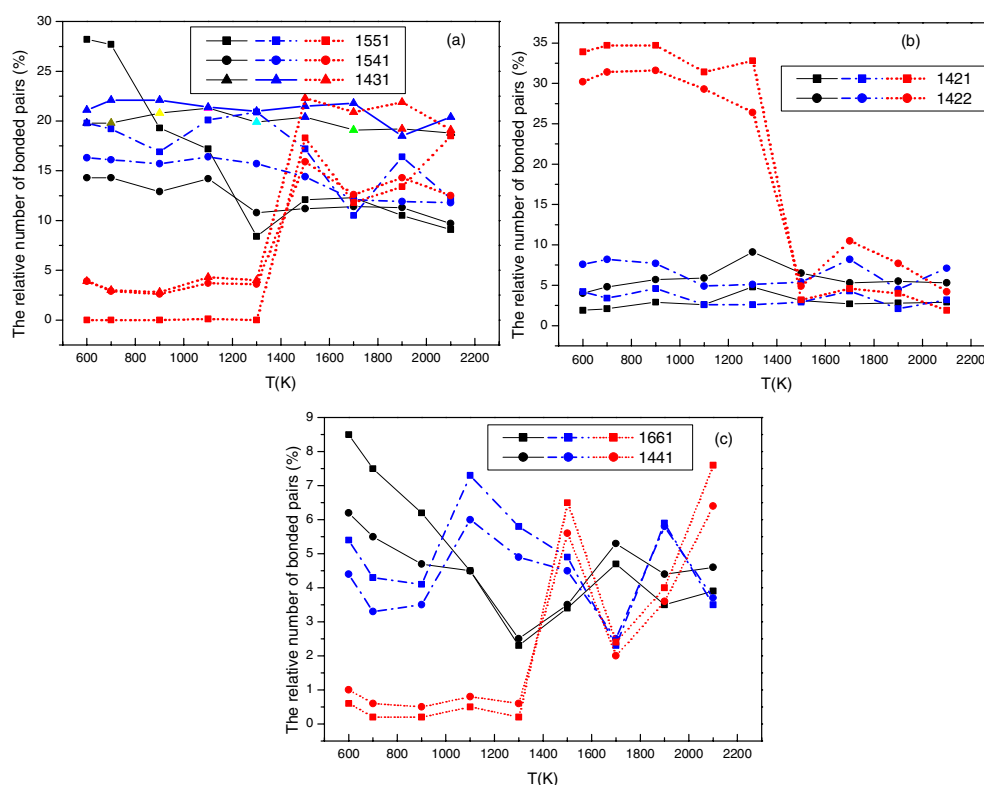 The relative number of bonded pairs (%)
30
25
20
15
10
5
0
1551
1541
1431
(a)
600 800 1000 1200 1400 1600 1800 2000 2200
T(K)
The relative number of bonded pairs (%)
35
30
25
20
15
10
5
0
(b)
1421
1422
600 800 1000 1200 1400 1600 1800 2000 2200
T(K)
The relative number of bonded pairs (%)
9
8
7
6
5
4
3
2
1
0
1661
1441
(c)
600 800 1000 1200 1400 1600 1800 2000 2200
T(K)